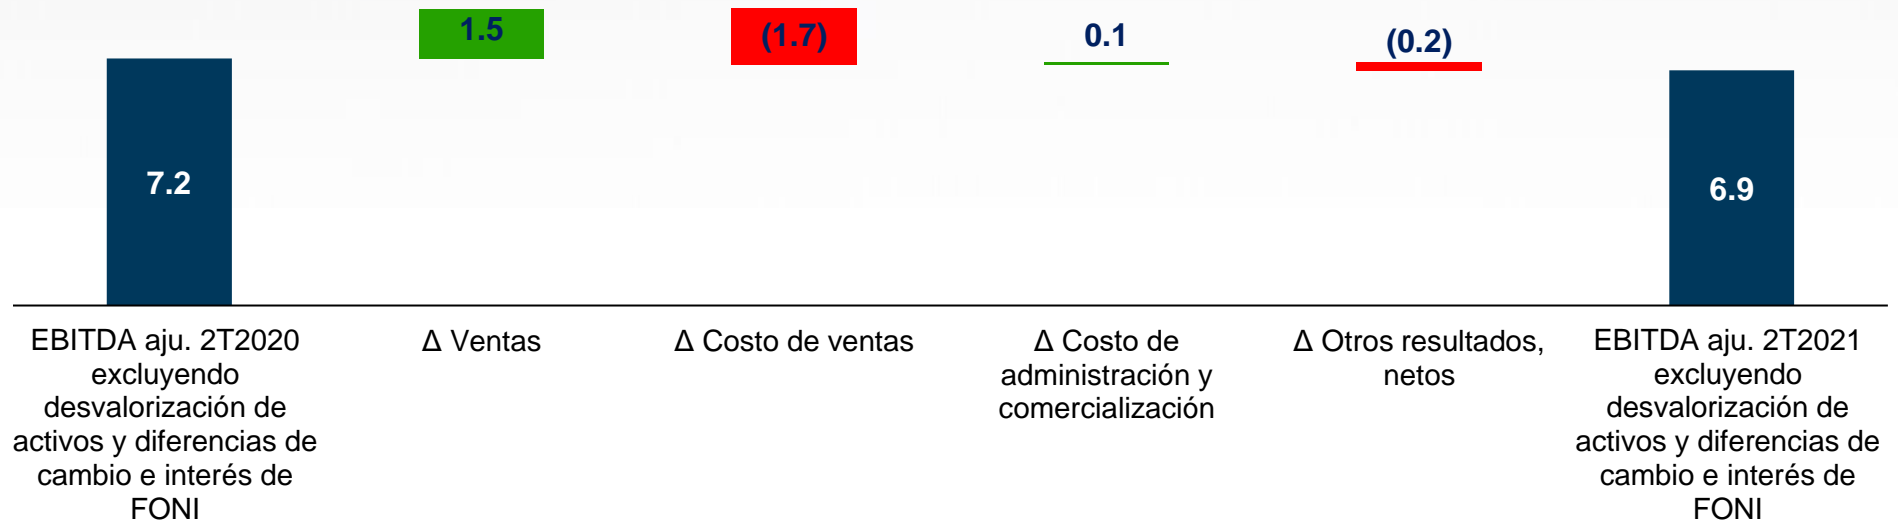 1.5
(1.7)
0.1
(0.2)
7.2
6.9
EBITDA aju. 2T2020
excluyendo
desvalorización de
activos y diferencias de
cambio e interés de
FONI
Δ Ventas
Δ Costo de ventas
Δ Costo de
administración y
comercialización
Δ Otros resultados,
netos
EBITDA aju. 2T2021
excluyendo
desvalorización de
activos y diferencias de
cambio e interés de
FONI